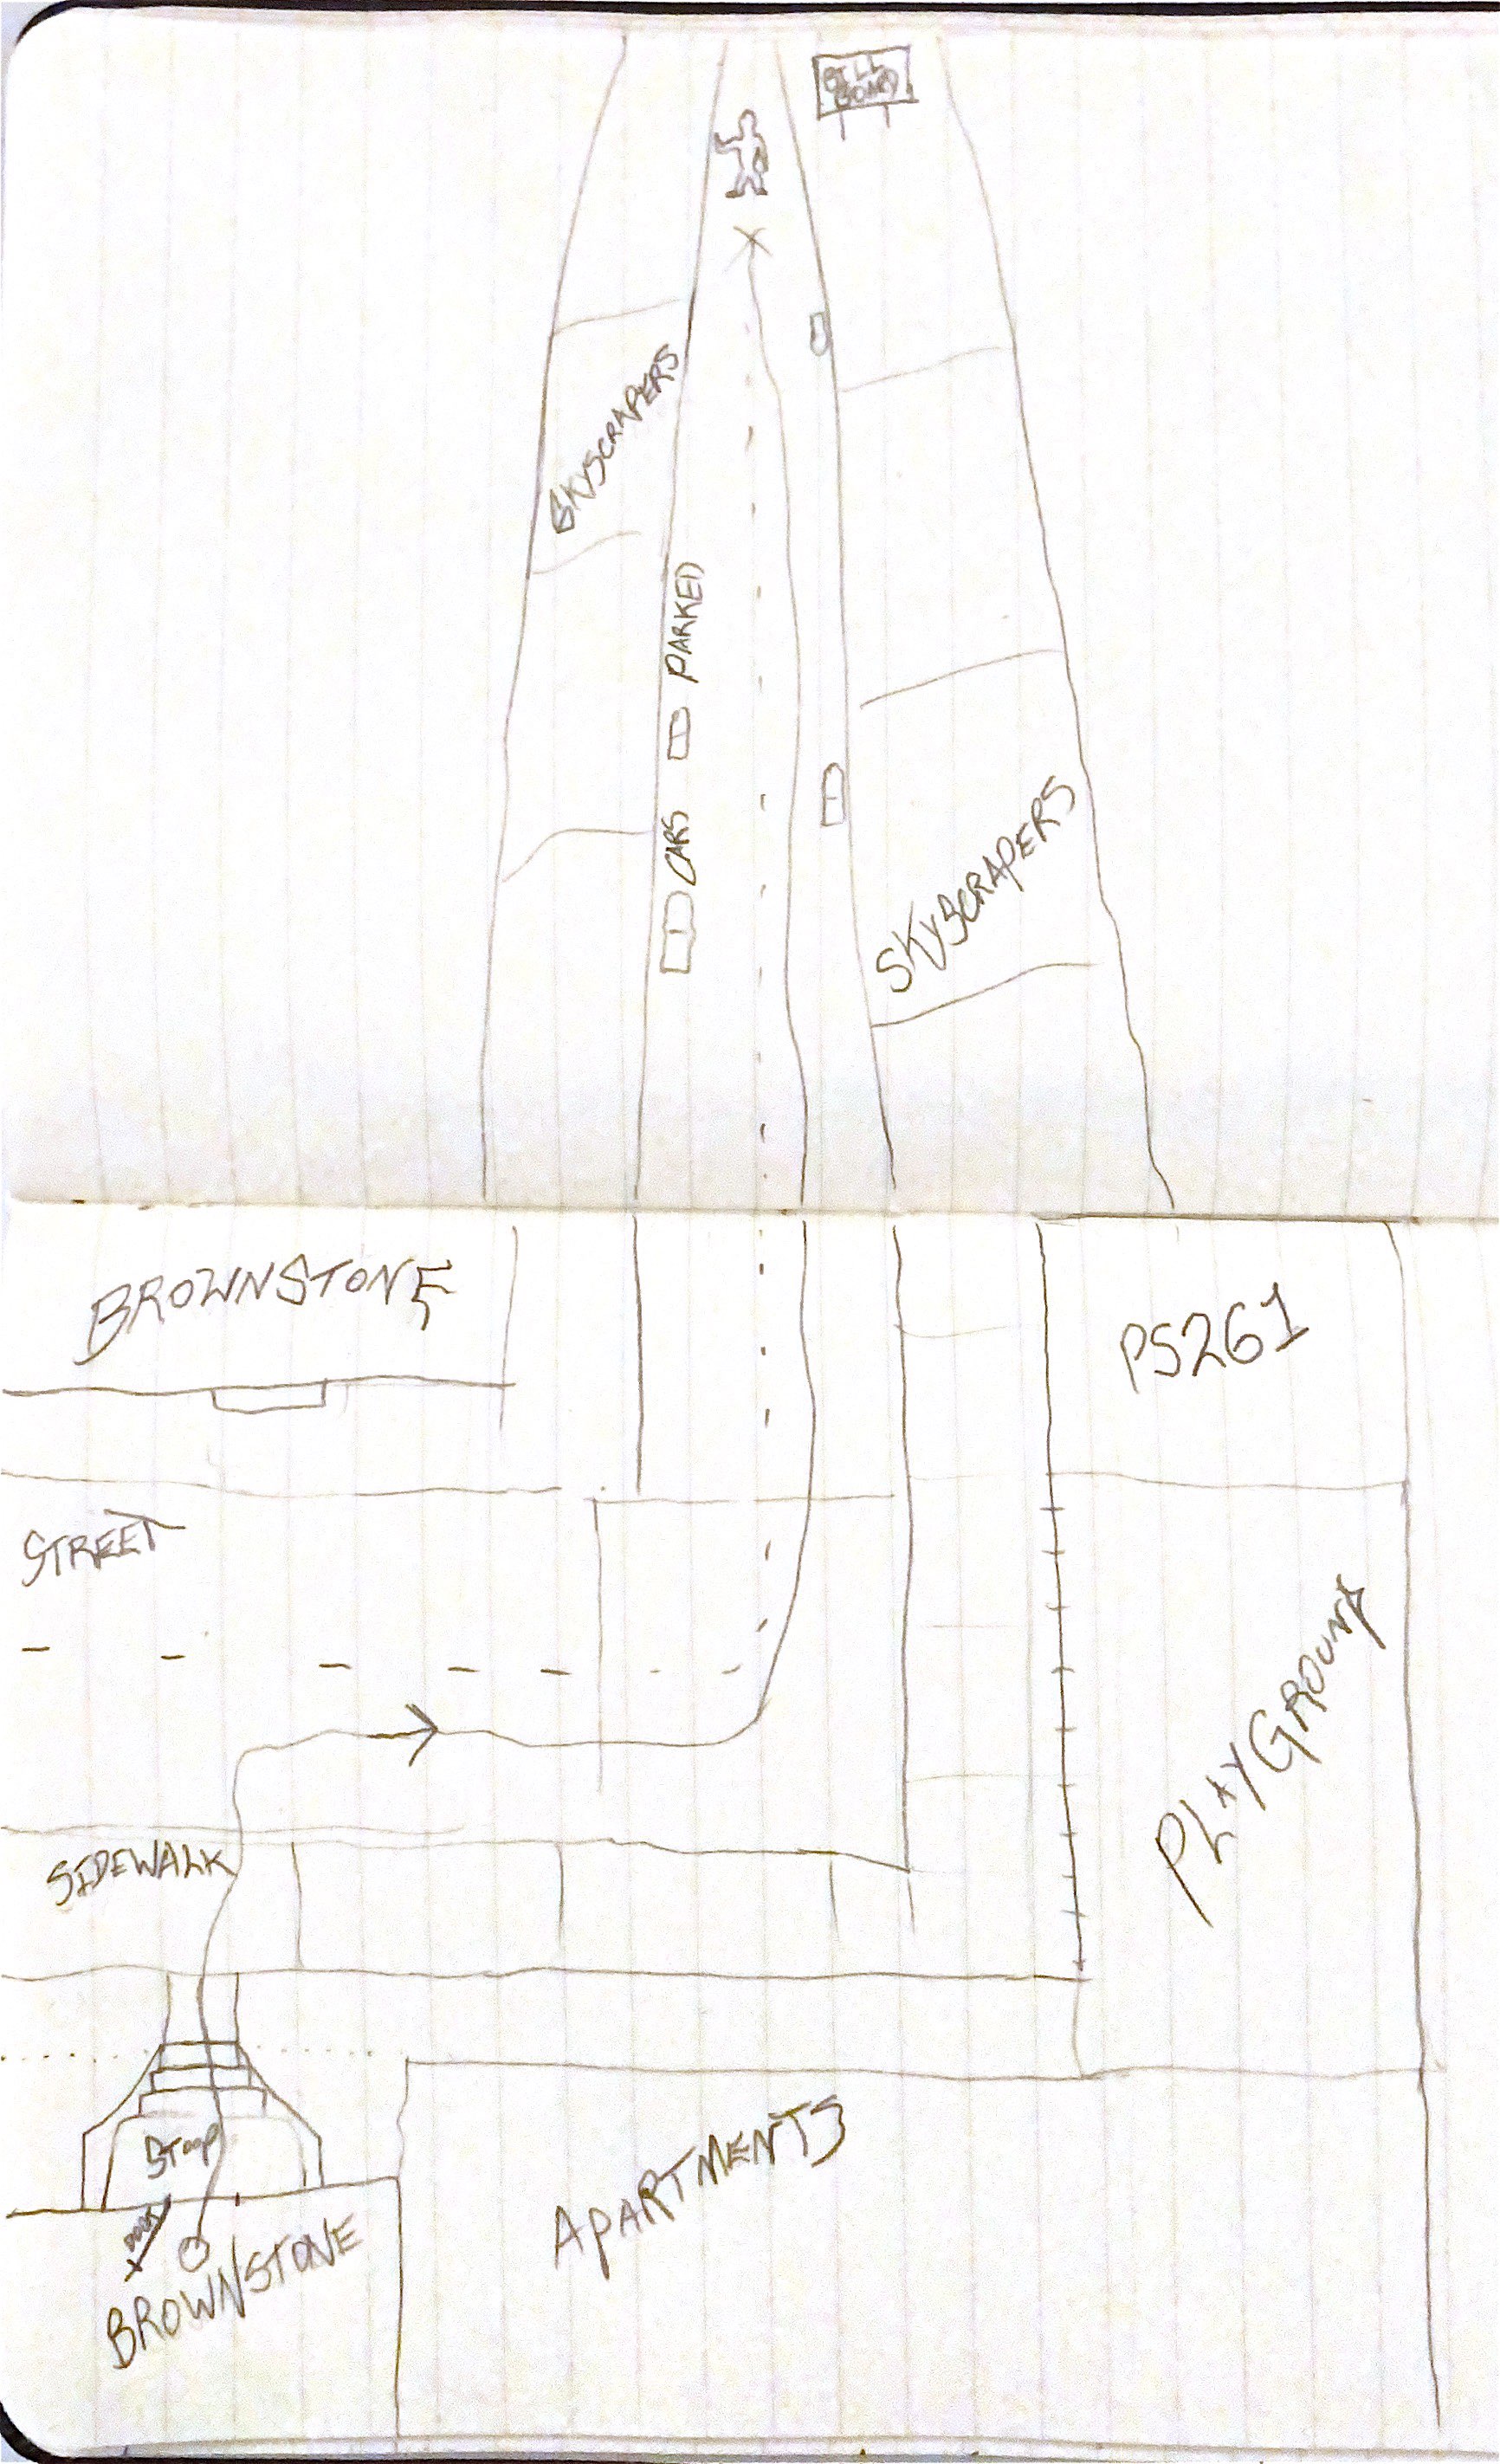 BILL
BOARD
SKYSCRAPERS
PARKED
CARS
SKYSCRAPERS
BROWNSTONE
PS261
STREET
PLAYGROUND
SIDEWALK
STOOP
DOOR
BROWNSTONE
APARTMENTS